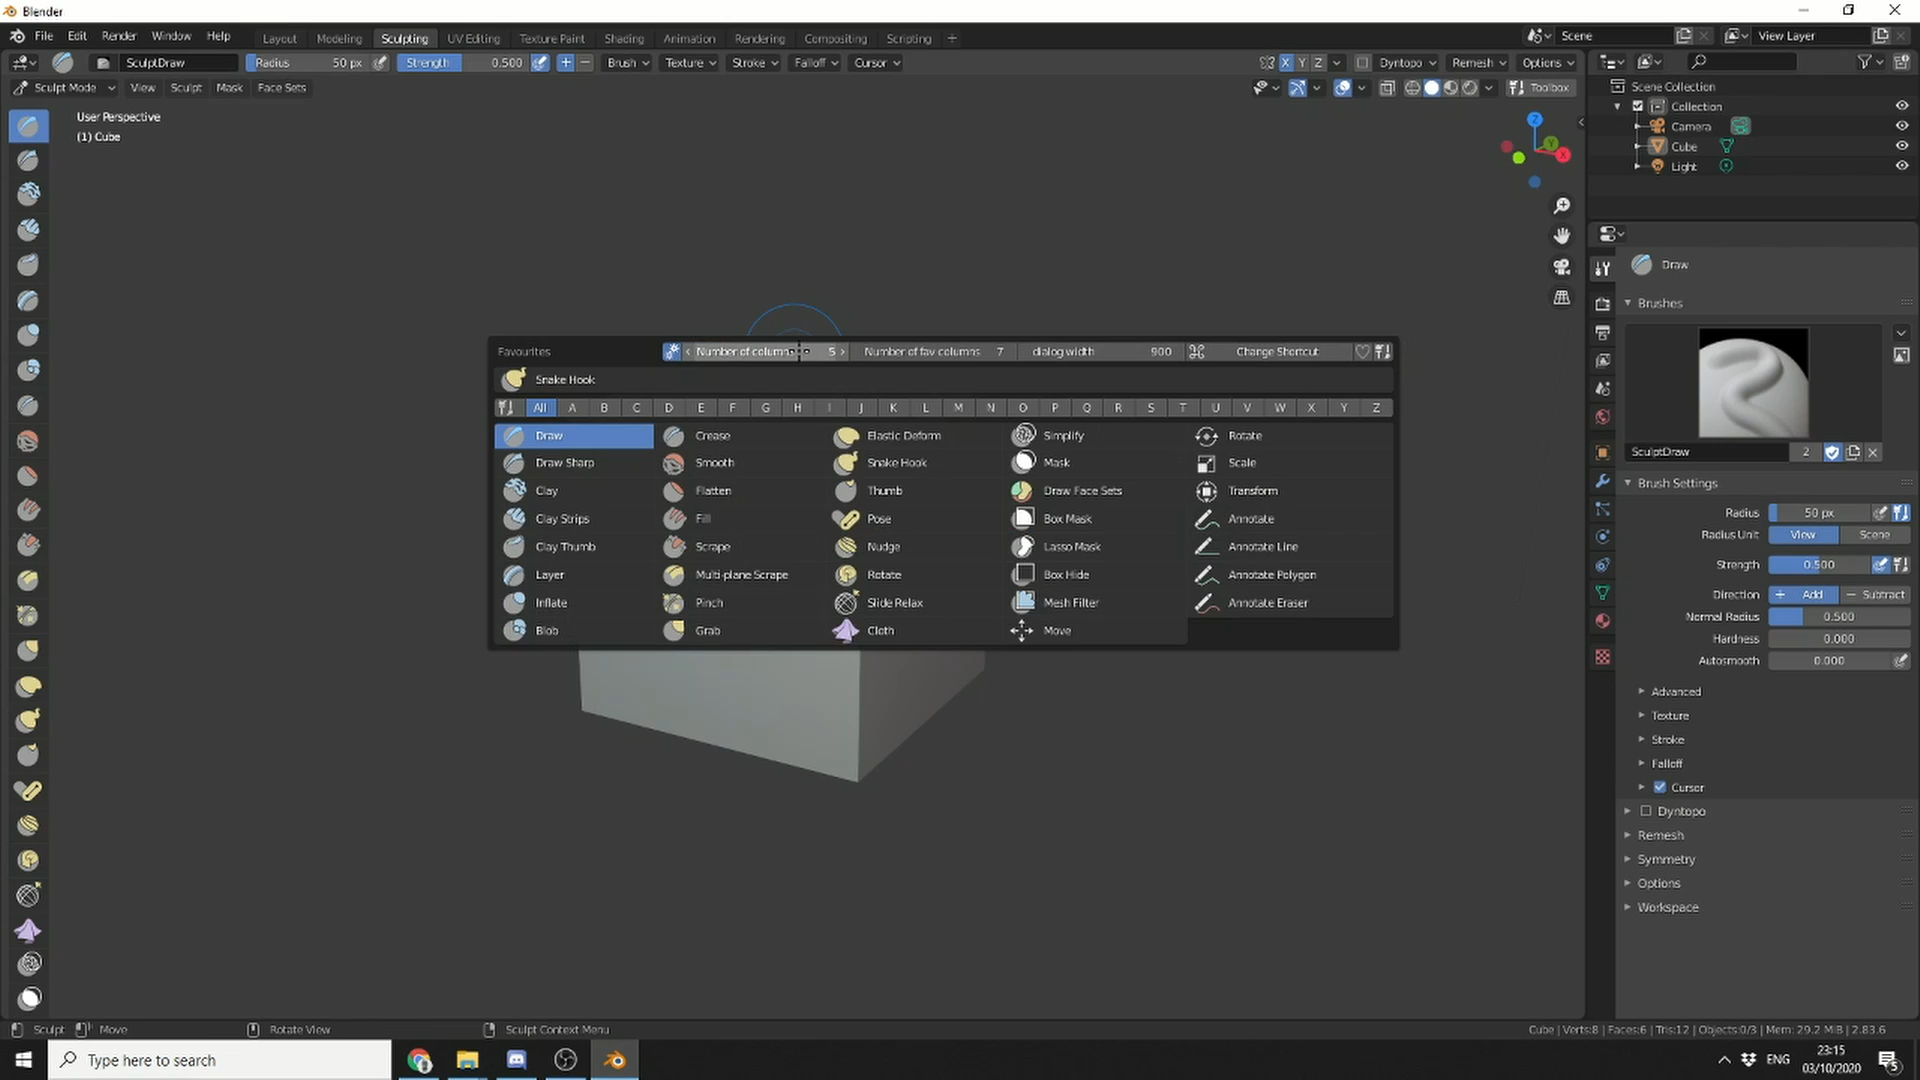 Blender
File Edit Render Window Help Layout Modeling Sculpting UV Editing Texture Paint Shading Animation Rendering Compositing Scripting + Scene View Layer
SculptDraw Radius 50 px Strength 0.500 + − Brush Texture Stroke Falloff Cursor X Y Z Dyntopo Remesh Options
Sculpt Mode View Sculpt Mask Face Sets Toolbox
User Perspective
(1) Cube
Z
Y
X
Favourites Number of column 5 Number of fav columns 7 dialog width 900 Change Shortcut
Snake Hook
All A B C D E F G H I J K L M N O P Q R S T U V W X Y Z
Draw Crease Elastic Deform Simplify Rotate
Draw Sharp Smooth Snake Hook Mask Scale
Clay Flatten Thumb Draw Face Sets Transform
Clay Strips Fill Pose Box Mask Annotate
Clay Thumb Scrape Nudge Lasso Mask Annotate Line
Layer Multi-plane Scrape Rotate Box Hide Annotate Polygon
Inflate Pinch Slide Relax Mesh Filter Annotate Eraser
Blob Grab Cloth Move
Scene Collection
Collection
Camera
Cube
Light
Draw
Brushes
SculptDraw 2
Brush Settings
Radius 50 px
Radius Unit View Scene
Strength 0.500
Direction + Add − Subtract
Normal Radius 0.500
Hardness 0.000
Autosmooth 0.000
Advanced
Texture
Stroke
Falloff
Cursor
Dyntopo
Remesh
Symmetry
Options
Workspace
Sculpt Move Rotate View Sculpt Context Menu Cube | Verts:8 | Faces:6 | Tris:12 | Objects:0/3 | Mem: 29.2 MiB | 2.83.6
Type here to search ENG 23:15
03/10/2020 5